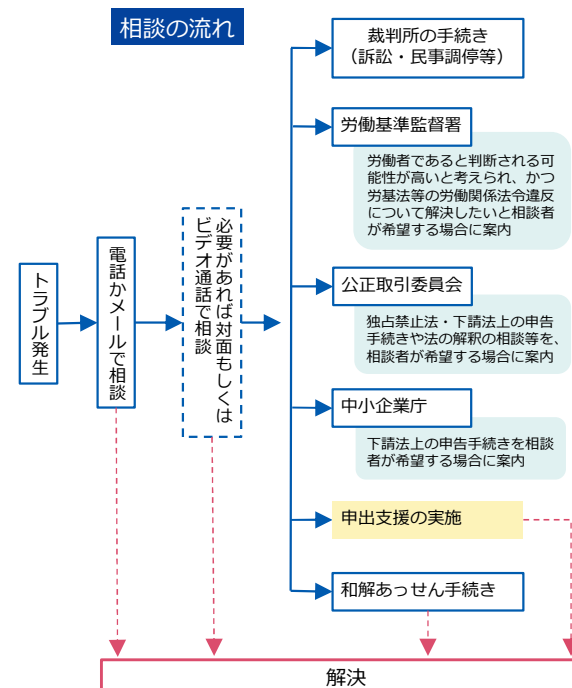 相談の流れ
トラブル発生
電話かメールで相談
必要があれば対面もしくは
ビデオ通話で相談
裁判所の手続き
（訴訟・民事調停等）
労働基準監督署
労働者であると判断される可
能性が高いと考えられ、かつ
労基法等の労働関係法令違反
について解決したいと相談者
が希望する場合に案内
公正取引委員会
独占禁止法・下請法上の申告
手続きや法の解釈の相談等を、
相談者が希望する場合に案内
中小企業庁
下請法上の申告手続きを相談
者が希望する場合に案内
申出支援の実施
和解あっせん手続き
解決